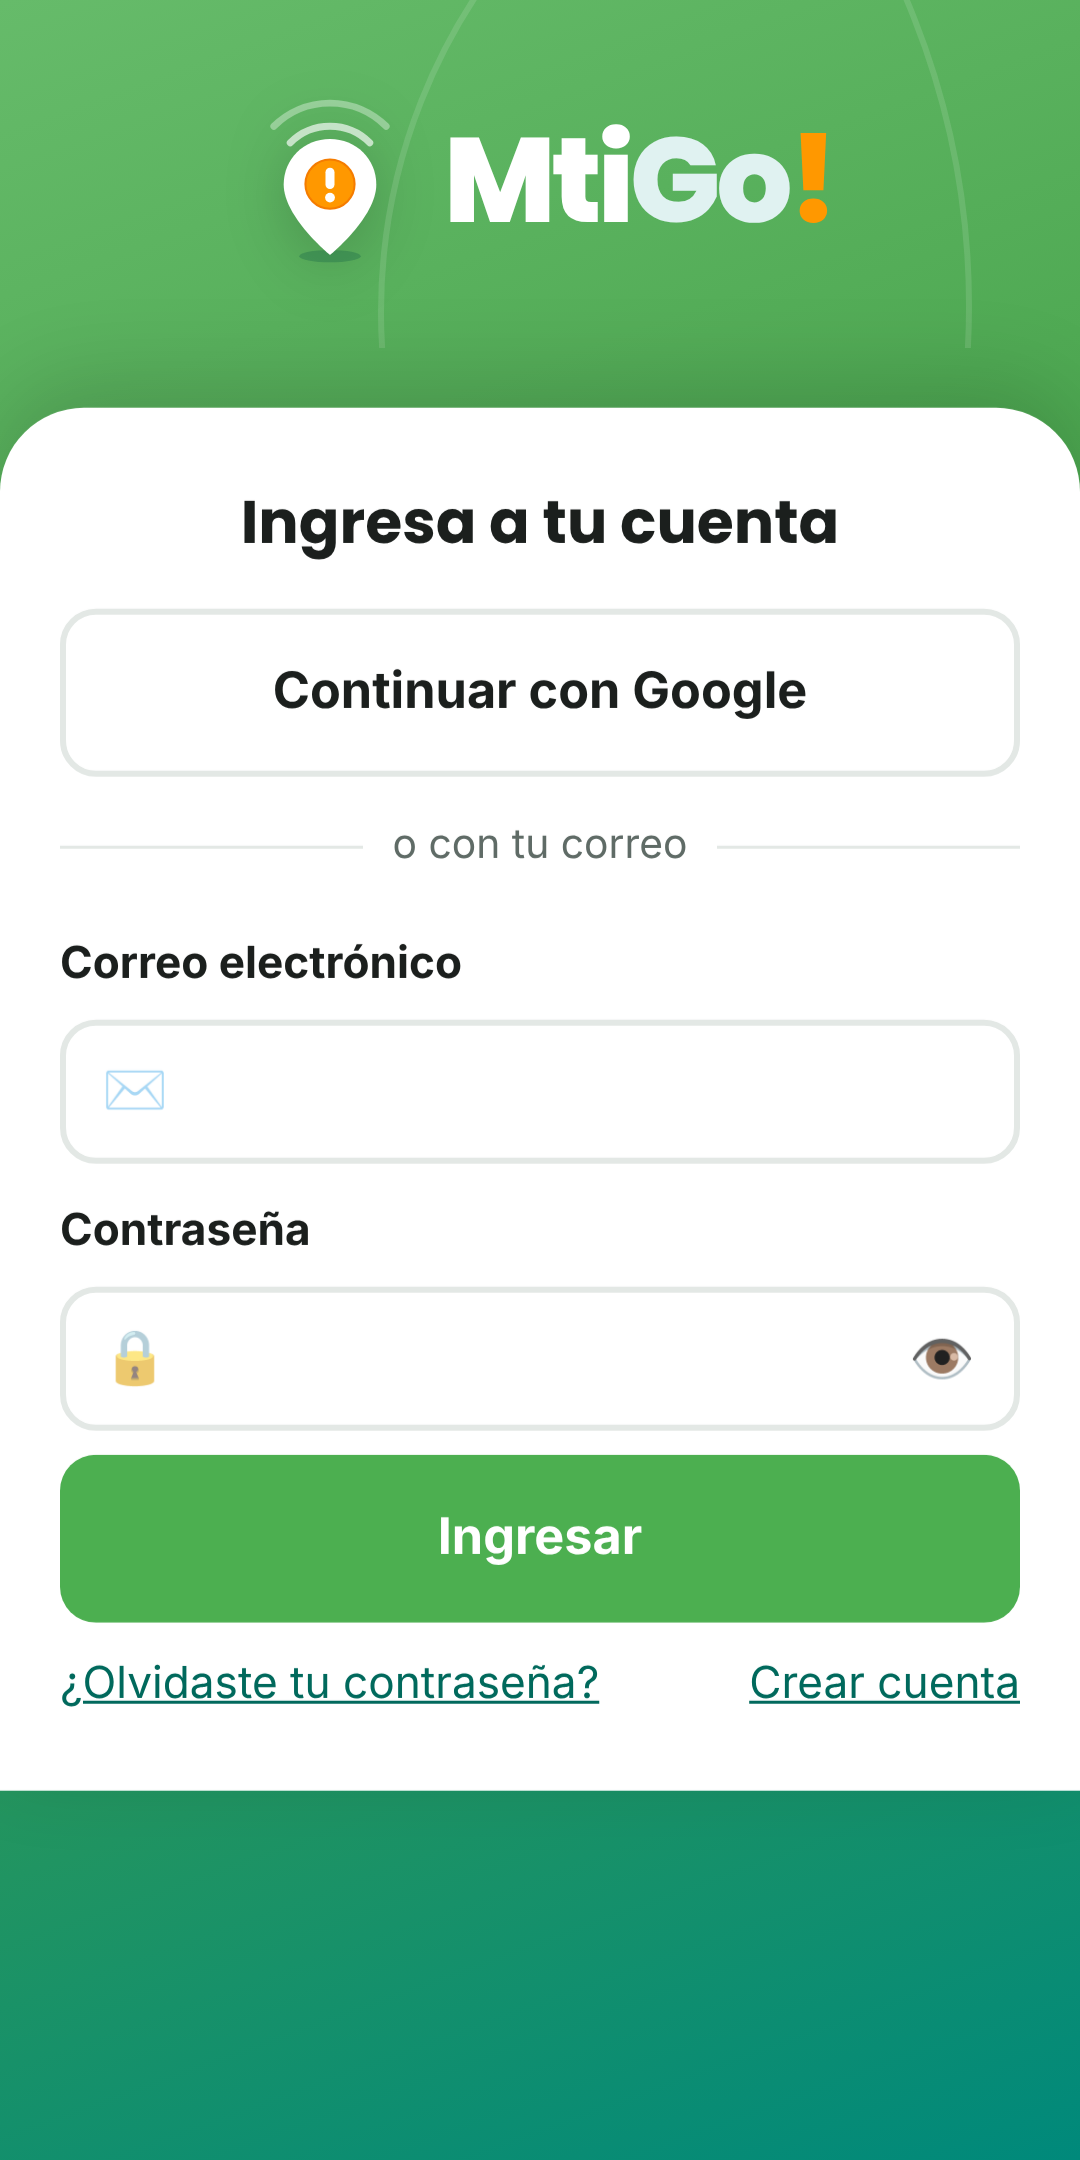 MtiGo!
Ingresa a tu cuenta
Continuar con Google
o con tu correo
Correo electrónico
Contraseña
Ingresar
¿Olvidaste tu contraseña? Crear cuenta